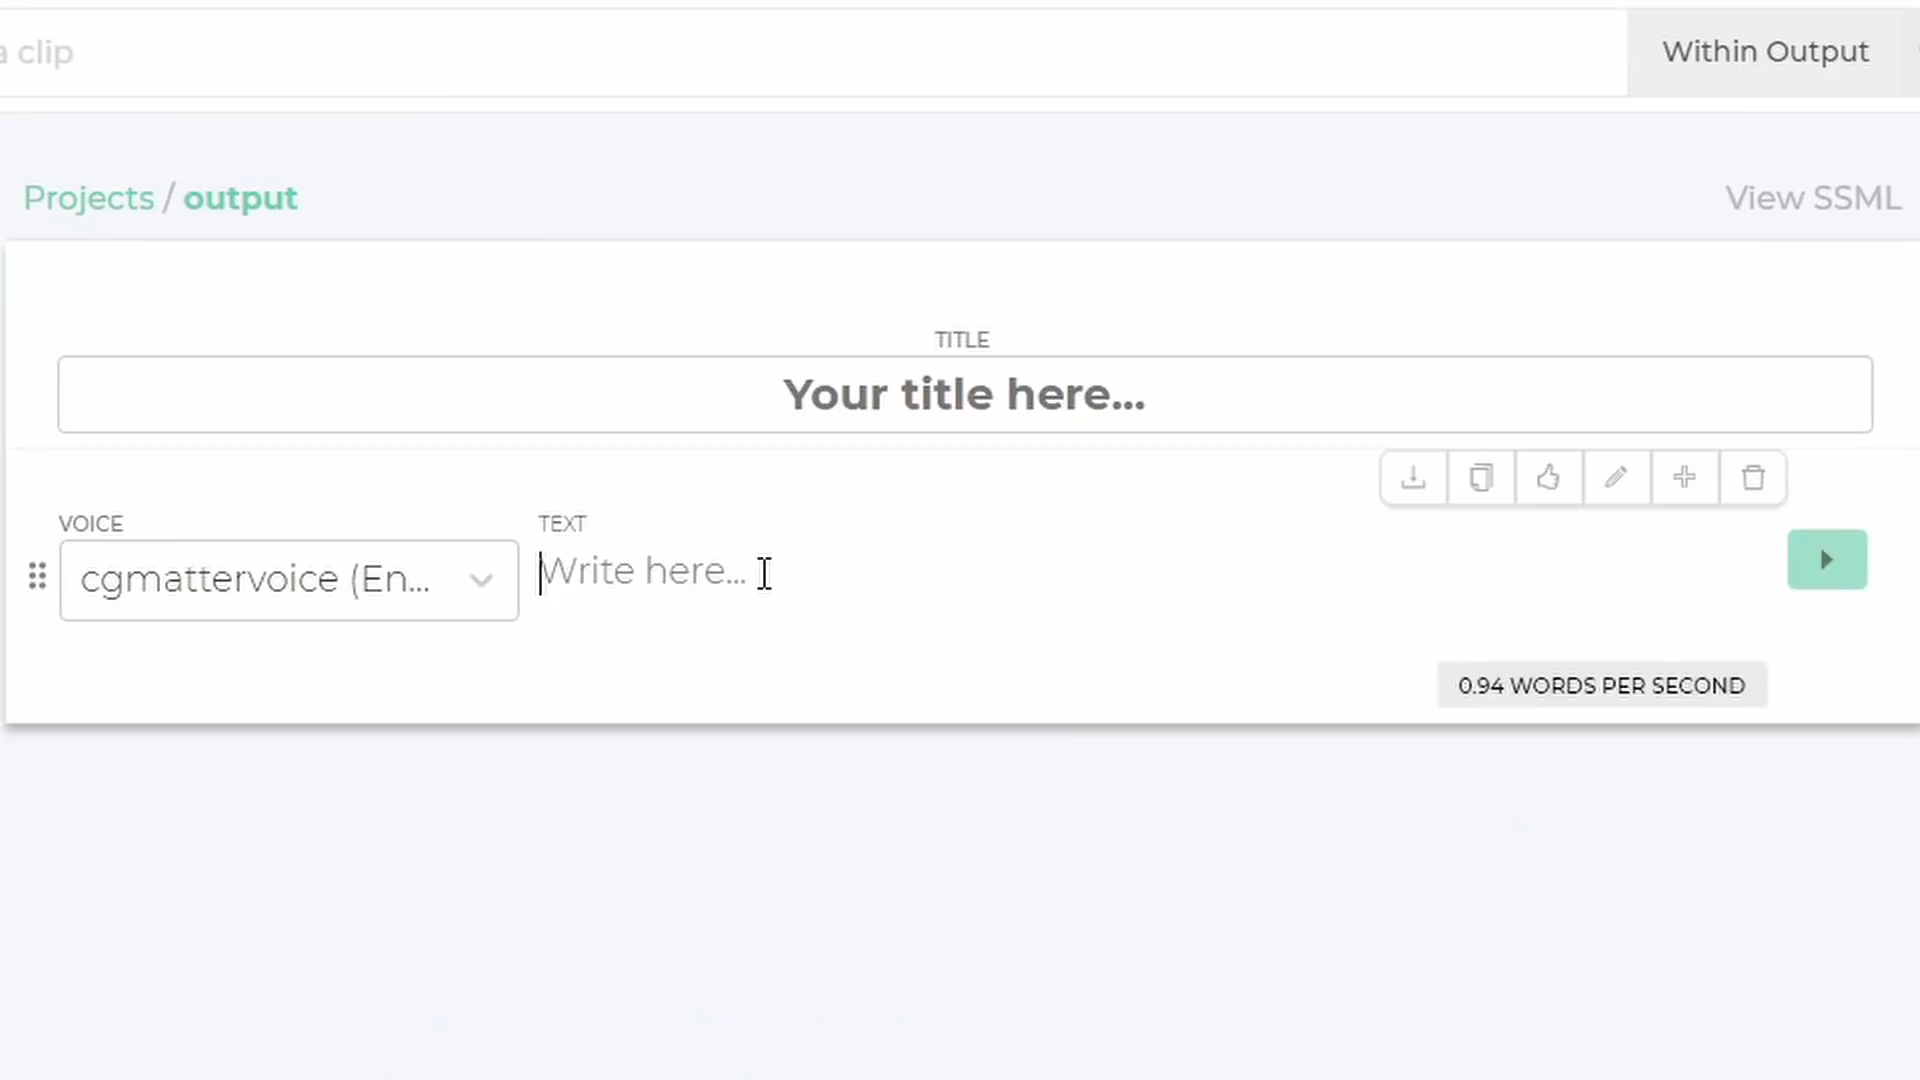 a clip
Within Output
Projects / output
View SSML
TITLE
Your title here...
VOICE
TEXT
cgmattervoice (En...
Write here...
0.94 WORDS PER SECOND